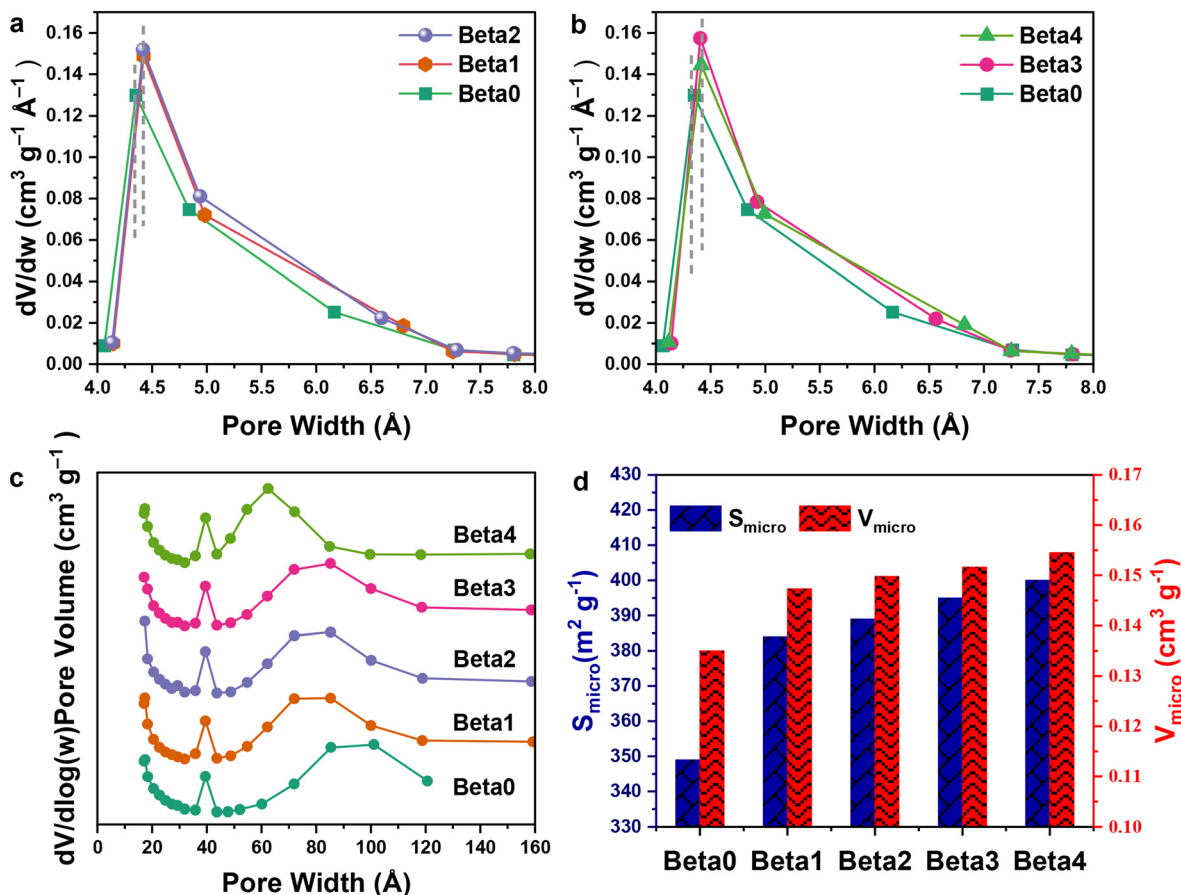 a
0.16
0.14
0.12
0.10
0.08
0.06
0.04
0.02
0.00
dV/dw (cm³ g⁻¹ Å⁻¹)
Beta2
Beta1
Beta0
4.0 4.5 5.0 5.5 6.0 6.5 7.0 7.5 8.0
Pore Width (Å)
b
0.16
0.14
0.12
0.10
0.08
0.06
0.04
0.02
0.00
dV/dw (cm³ g⁻¹ Å⁻¹)
Beta4
Beta3
Beta0
4.0 4.5 5.0 5.5 6.0 6.5 7.0 7.5 8.0
Pore Width (Å)
c
dV/dlog(w)Pore Volume (cm³ g⁻¹ )
Beta4
Beta3
Beta2
Beta1
Beta0
0 20 40 60 80 100 120 140 160
Pore Width (Å)
d
430
420
410
400
390
380
370
360
350
340
330
S_micro(m² g⁻¹)
S_micro V_micro
0.17
0.16
0.15
0.14
0.13
0.12
0.11
0.10
V_micro (cm³ g⁻¹)
Beta0 Beta1 Beta2 Beta3 Beta4